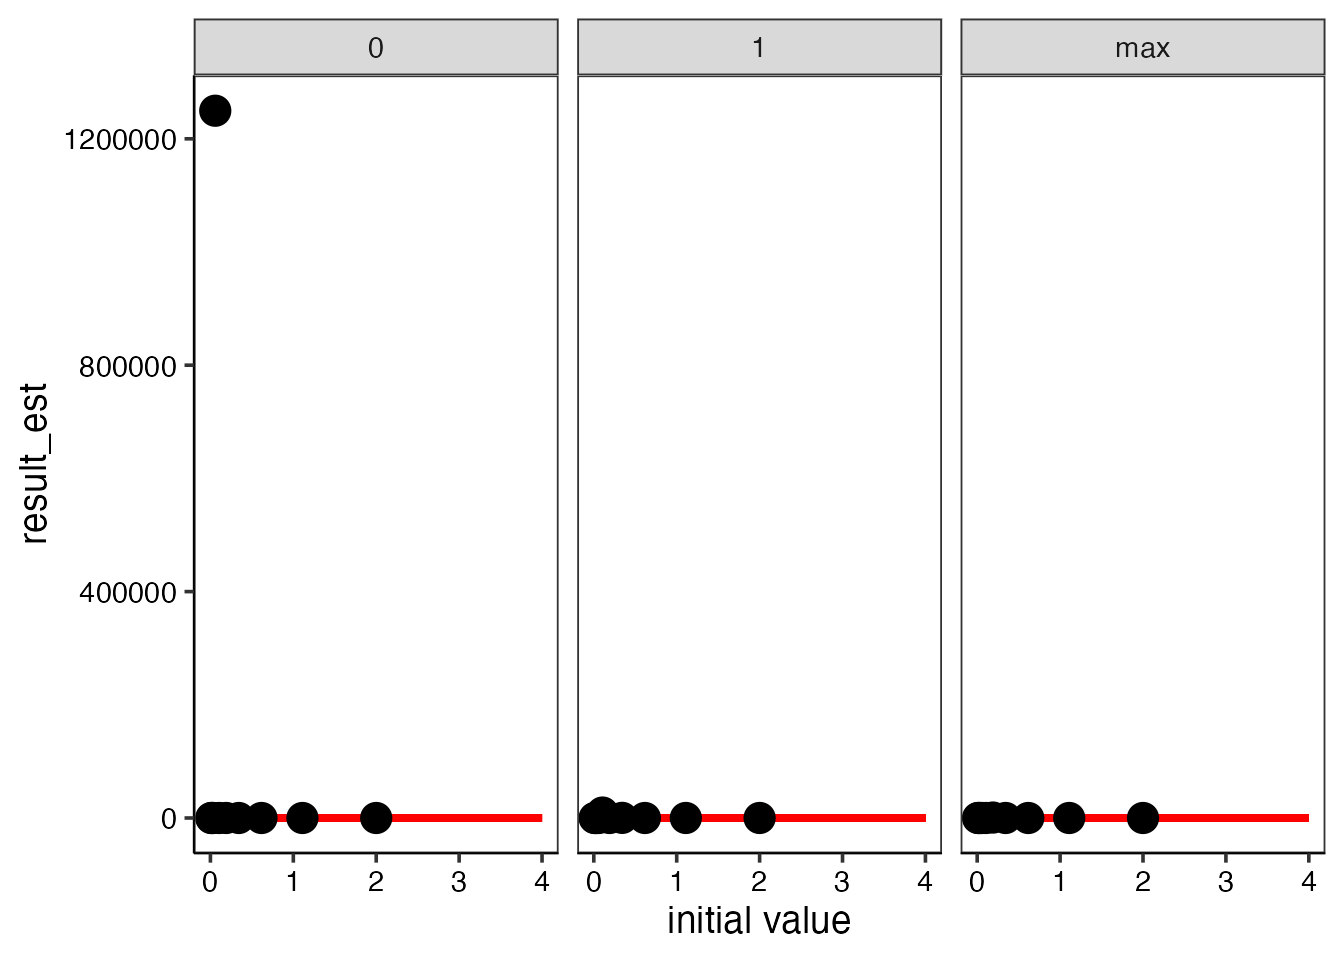 0 1 max
1200000
800000
400000
0
result_est
0 1 2 3 4 0 1 2 3 4 0 1 2 3 4
initial value